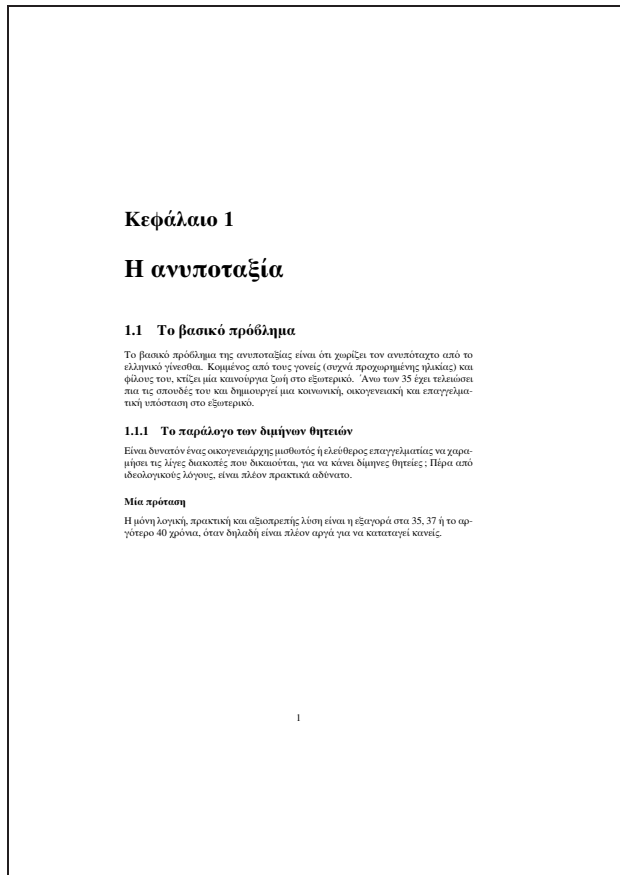 Κεφάλαιο 1
Η ανυποταξία
1.1 Το βασικό πρόβλημα
Το βασικό πρόβλημα της ανυποταξίας είναι ότι χωρίζει τον ανυπόταχτο από το
ελληνικό γίνεσθαι. Κομμένος από τους γονείς (συχνά προχωρημένης ηλικίας) και
φίλους του, κτίζει μία καινούργια ζωή στο εξωτερικό. Άνω των 35 έχει τελειώσει
πια τις σπουδές του και δημιουργεί μια κοινωνική, οικογενειακή και επαγγελμα-
τική υπόσταση στο εξωτερικό.
1.1.1 Το παράλογο των διμήνων θητειών
Είναι δυνατόν ένας οικογενειάρχης μισθωτός ή ελεύθερος επαγγελματίας να χαρα-
μήσει τις λίγες διακοπές που δικαιούται, για να κάνει δίμηνες θητείες ; Πέρα από
ιδεολογικούς λόγους, είναι πλέον πρακτικά αδύνατο.
Μία πρόταση
Η μόνη λογική, πρακτική και αξιοπρεπής λύση είναι η εξαγορά στα 35, 37 ή το αρ-
γότερο 40 χρόνια, όταν δηλαδή είναι πλέον αργά για να καταταγεί κανείς.
1